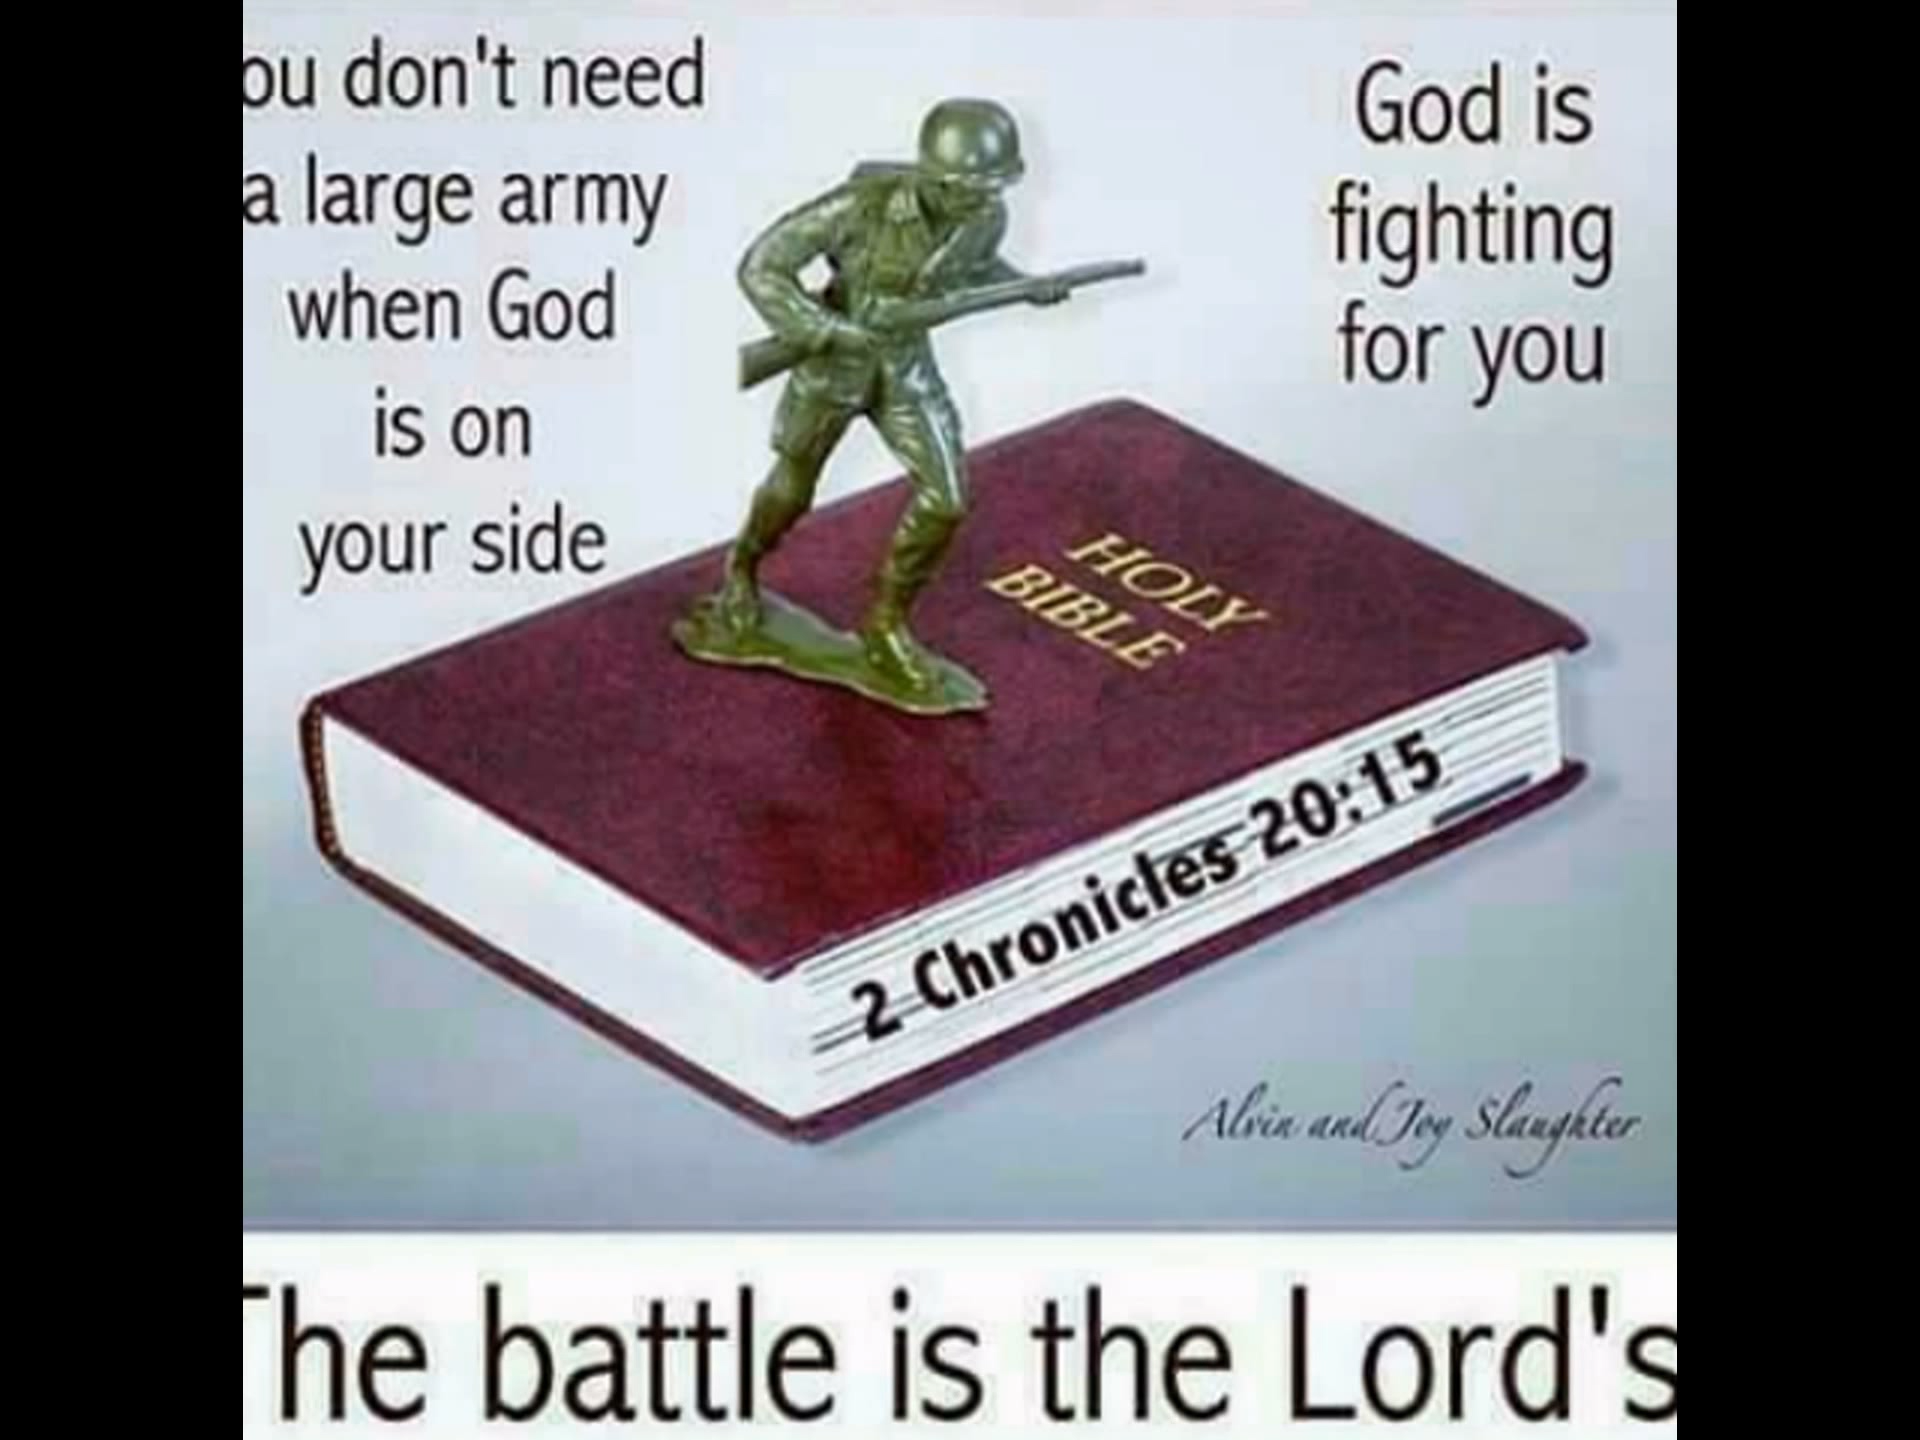 ou don't need
a large army
when God
is on
your side
God is
fighting
for you
HOLY
BIBLE
2 Chronicles 20:15
Alvin and Joy Slaughter
The battle is the Lord's